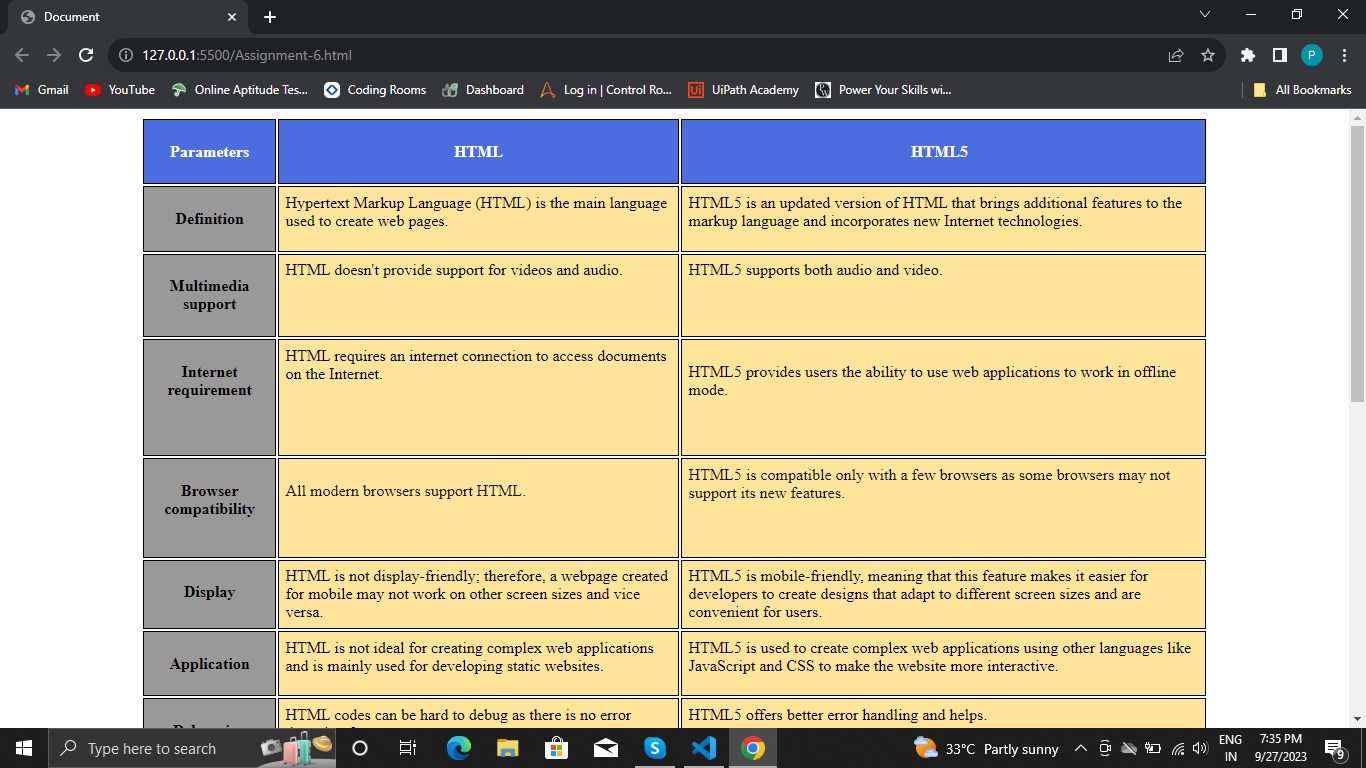 Document
127.0.0.1:5500/Assignment-6.html
P
Gmail
YouTube
Online Aptitude Tes...
Coding Rooms
Dashboard
Log in | Control Ro...
Ui
UiPath Academy
Power Your Skills wi...
All Bookmarks
Parameters
HTML
HTML5
Definition
Hypertext Markup Language (HTML) is the main language
used to create web pages.
HTML5 is an updated version of HTML that brings additional features to the
markup language and incorporates new Internet technologies.
Multimedia
support
HTML doesn't provide support for videos and audio.
HTML5 supports both audio and video.
Internet
requirement
HTML requires an internet connection to access documents
on the Internet.
HTML5 provides users the ability to use web applications to work in offline
mode.
Browser
compatibility
All modern browsers support HTML.
HTML5 is compatible only with a few browsers as some browsers may not
support its new features.
Display
HTML is not display-friendly; therefore, a webpage created
for mobile may not work on other screen sizes and vice
versa.
HTML5 is mobile-friendly, meaning that this feature makes it easier for
developers to create designs that adapt to different screen sizes and are
convenient for users.
Application
HTML is not ideal for creating complex web applications
and is mainly used for developing static websites.
HTML5 is used to create complex web applications using other languages like
JavaScript and CSS to make the website more interactive.
HTML codes can be hard to debug as there is no error
HTML5 offers better error handling and helps.
Type here to search
33°C Partly sunny
ENG
IN
7:35 PM
9/27/2023
9